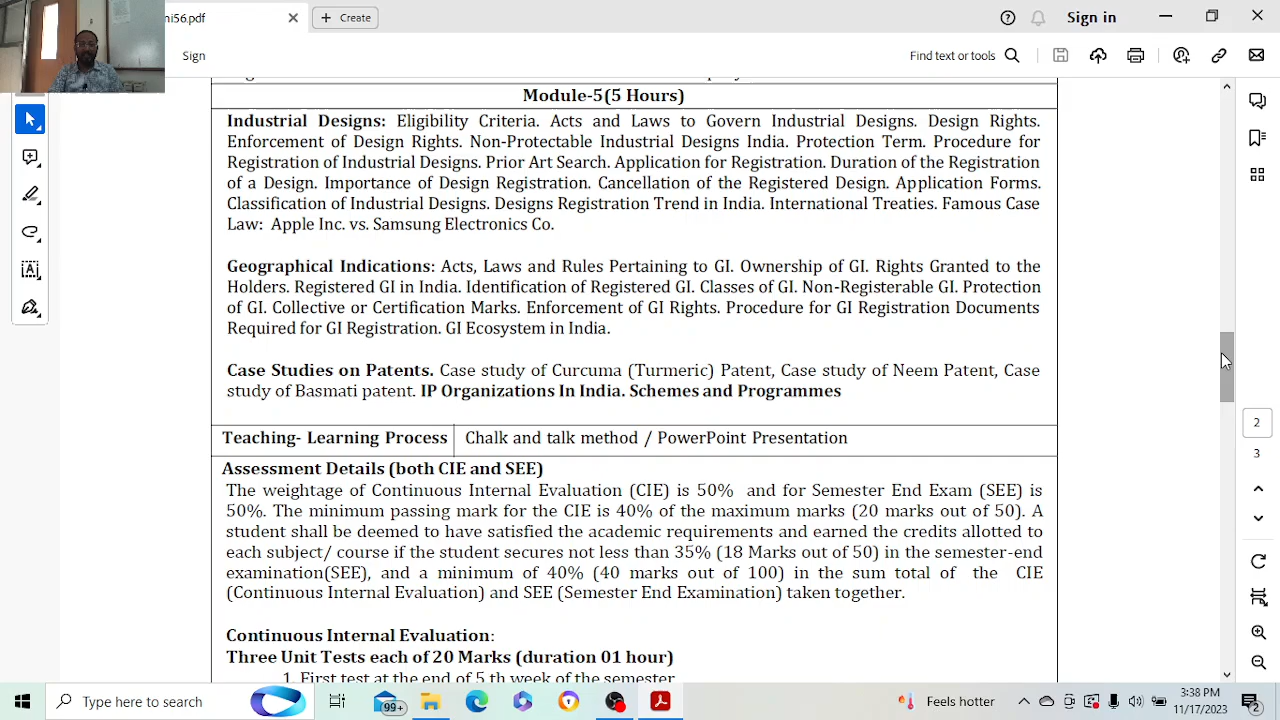 ni56.pdf
Create
Sign in
Sign
Find text or tools
Module-5(5 Hours)
Industrial Designs: Eligibility Criteria. Acts and Laws to Govern Industrial Designs. Design Rights.
Enforcement of Design Rights. Non-Protectable Industrial Designs India. Protection Term. Procedure for
Registration of Industrial Designs. Prior Art Search. Application for Registration. Duration of the Registration
of a Design. Importance of Design Registration. Cancellation of the Registered Design. Application Forms.
Classification of Industrial Designs. Designs Registration Trend in India. International Treaties. Famous Case
Law: Apple Inc. vs. Samsung Electronics Co.
Geographical Indications: Acts, Laws and Rules Pertaining to GI. Ownership of GI. Rights Granted to the
Holders. Registered GI in India. Identification of Registered GI. Classes of GI. Non-Registerable GI. Protection
of GI. Collective or Certification Marks. Enforcement of GI Rights. Procedure for GI Registration Documents
Required for GI Registration. GI Ecosystem in India.
Case Studies on Patents. Case study of Curcuma (Turmeric) Patent, Case study of Neem Patent, Case
study of Basmati patent. IP Organizations In India. Schemes and Programmes
Teaching- Learning Process Chalk and talk method / PowerPoint Presentation
Assessment Details (both CIE and SEE)
The weightage of Continuous Internal Evaluation (CIE) is 50% and for Semester End Exam (SEE) is
50%. The minimum passing mark for the CIE is 40% of the maximum marks (20 marks out of 50). A
student shall be deemed to have satisfied the academic requirements and earned the credits allotted to
each subject/ course if the student secures not less than 35% (18 Marks out of 50) in the semester-end
examination(SEE), and a minimum of 40% (40 marks out of 100) in the sum total of the CIE
(Continuous Internal Evaluation) and SEE (Semester End Examination) taken together.
Continuous Internal Evaluation:
Three Unit Tests each of 20 Marks (duration 01 hour)
1. First test at the end of 5 th week of the semester
2
3
Type here to search
99+
Feels hotter
3:38 PM
11/17/2023
2